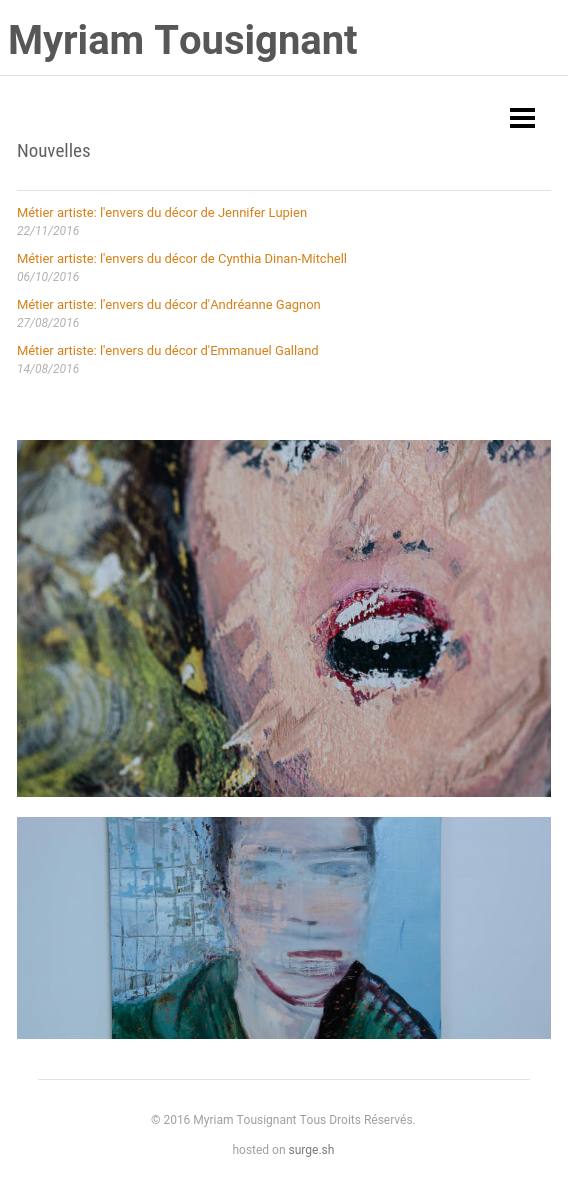 Myriam Tousignant
Nouvelles
Métier artiste: l'envers du décor de Jennifer Lupien
22/11/2016
Métier artiste: l'envers du décor de Cynthia Dinan-Mitchell
06/10/2016
Métier artiste: l'envers du décor d'Andréanne Gagnon
27/08/2016
Métier artiste: l'envers du décor d'Emmanuel Galland
14/08/2016
© 2016 Myriam Tousignant Tous Droits Réservés.
hosted on surge.sh